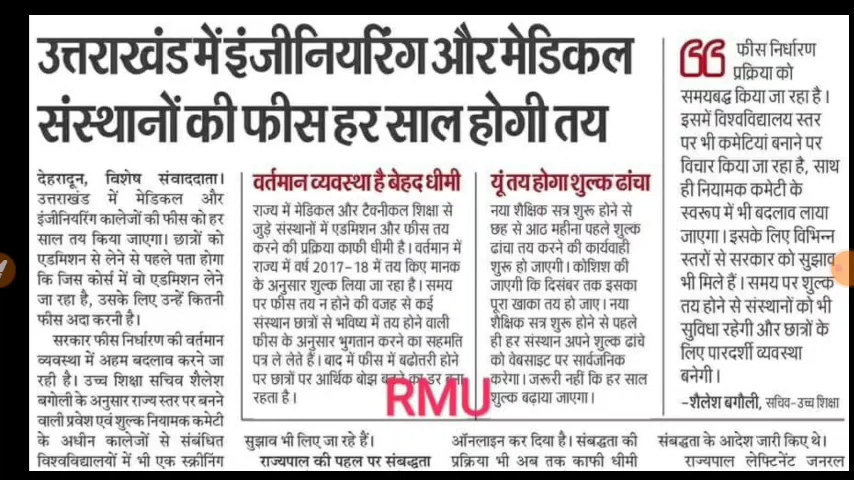 उत्तराखंड में इंजीनियरिंग और मेडिकल
संस्थानों की फीस हर साल होगी तय
देहरादून, विशेष संवाददाता।
उत्तराखंड में मेडिकल और
इंजीनियरिंग कालेजों की फीस को हर
साल तय किया जाएगा। छात्रों को
एडमिशन से लेने से पहले पता होगा
कि जिस कोर्स में वो एडमिशन लेने
जा रहा है, उसके लिए उन्हें कितनी
फीस अदा करनी है।
सरकार फीस निर्धारण की वर्तमान
व्यवस्था में अहम बदलाव करने जा
रही है। उच्च शिक्षा सचिव शैलेश
बगोली के अनुसार राज्य स्तर पर बनने
वाली प्रवेश एवं शुल्क नियामक कमेटी
के अधीन कालेजों से संबंधित
विश्वविद्यालयों में भी एक स्क्रीनिंग
वर्तमान व्यवस्था है बेहद धीमी
राज्य में मेडिकल और टैक्नीकल शिक्षा से
जुड़े संस्थानों में एडमिशन और फीस तय
करने की प्रक्रिया काफी धीमी है। वर्तमान में
राज्य में वर्ष 2017-18 में तय किए मानक
के अनुसार शुल्क लिया जा रहा है। समय
पर फीस तय न होने की वजह से कई
संस्थान छात्रों से भविष्य में तय होने वाली
फीस के अनुसार भुगतान करने का सहमति
पत्र ले लेते हैं। बाद में फीस में बढोतरी होने
पर छात्रों पर आर्थिक बोझ बढ़ने का डर बना
रहता है।
यूं तय होगा शुल्क ढांचा
नया शैक्षिक सत्र शुरू होने से
छह से आठ महीना पहले शुल्क
ढांचा तय करने की कार्यवाही
शुरू हो जाएगी। कोशिश की
जाएगी कि दिसंबर तक इसका
पूरा खाका तय हो जाए। नया
शैक्षिक सत्र शुरू होने से पहले
ही हर संस्थान अपने शुल्क ढांचे
को वेबसाइट पर सार्वजनिक
करेगा। जरूरी नहीं कि हर साल
शुल्क बढ़ाया जाएगा।
RMU
फीस निर्धारण
प्रक्रिया को
समयबद्ध किया जा रहा है।
इसमें विश्वविद्यालय स्तर
पर भी कमेटियां बनाने पर
विचार किया जा रहा है, साथ
ही नियामक कमेटी के
स्वरूप में भी बदलाव लाया
जाएगा। इसके लिए विभिन्न
स्तरों से सरकार को सुझाव
भी मिले हैं। समय पर शुल्क
तय होने से संस्थानों को भी
सुविधा रहेगी और छात्रों के
लिए पारदर्शी व्यवस्था
बनेगी।
-शैलेश बगौली, सचिव-उच्च शिक्षा
सुझाव भी लिए जा रहे हैं।
राज्यपाल की पहल पर संबद्धता
ऑनलाइन कर दिया है। संबद्धता की
प्रक्रिया भी अब तक काफी धीमी
संबद्धता के आदेश जारी किए थे।
राज्यपाल लेफ्टिनेंट जनरल